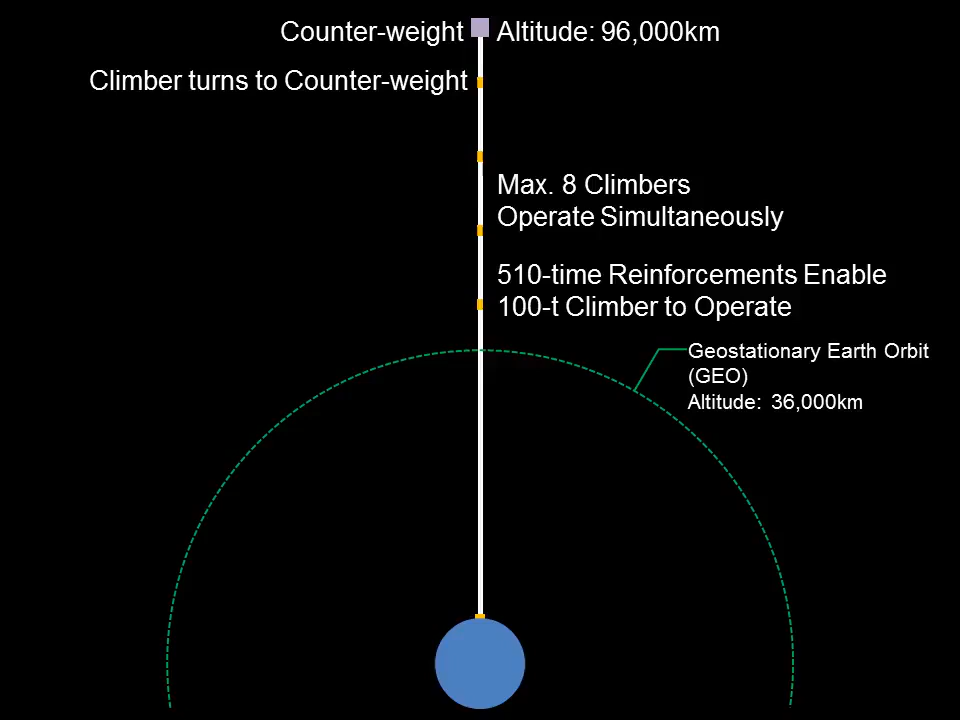 Counter-weight
Altitude: 96,000km
Climber turns to Counter-weight
Max. 8 Climbers
Operate Simultaneously
510-time Reinforcements Enable
100-t Climber to Operate
Geostationary Earth Orbit
(GEO)
Altitude: 36,000km